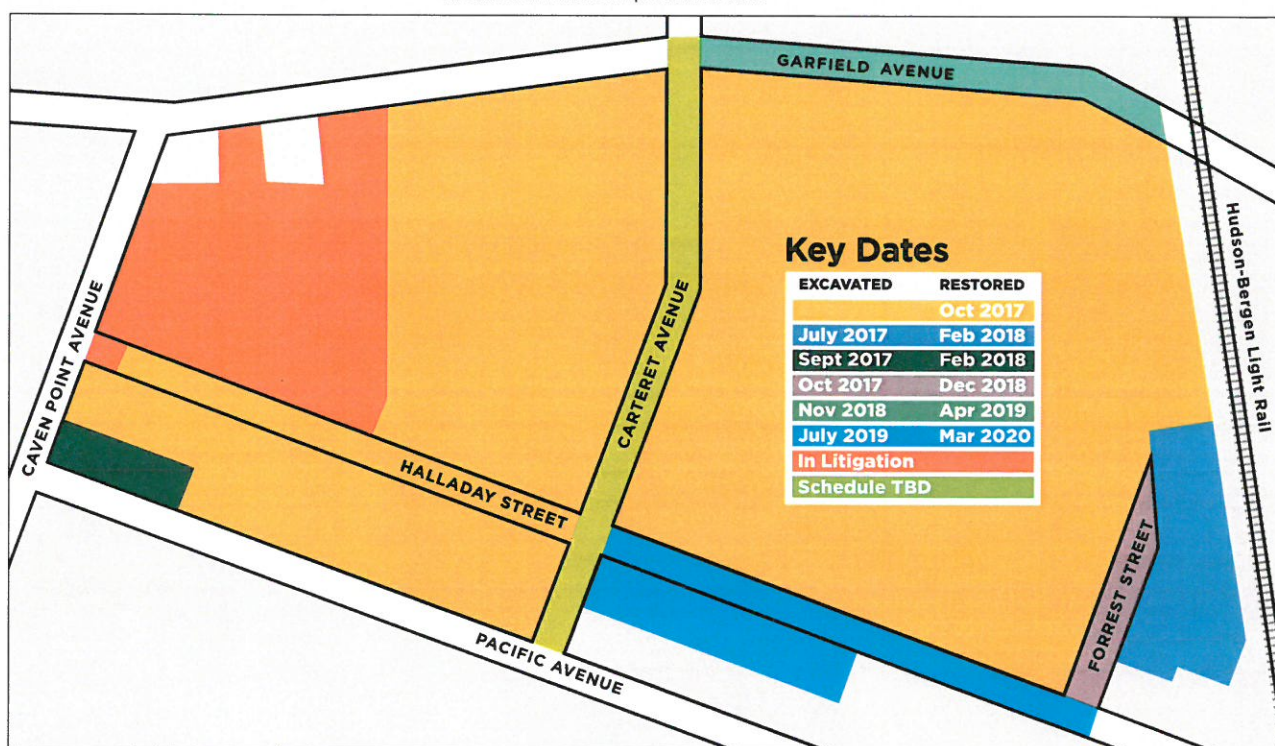 GARFIELD AVENUE
Hudson-Bergen Light Rail
Key Dates
EXCAVATED RESTORED
Oct 2017
July 2017 Feb 2018
Sept 2017 Feb 2018
Oct 2017 Dec 2018
Nov 2018 Apr 2019
July 2019 Mar 2020
In Litigation
Schedule TBD
CAVEN POINT AVENUE
CARTERET AVENUE
HALLADAY STREET
FORREST STREET
PACIFIC AVENUE